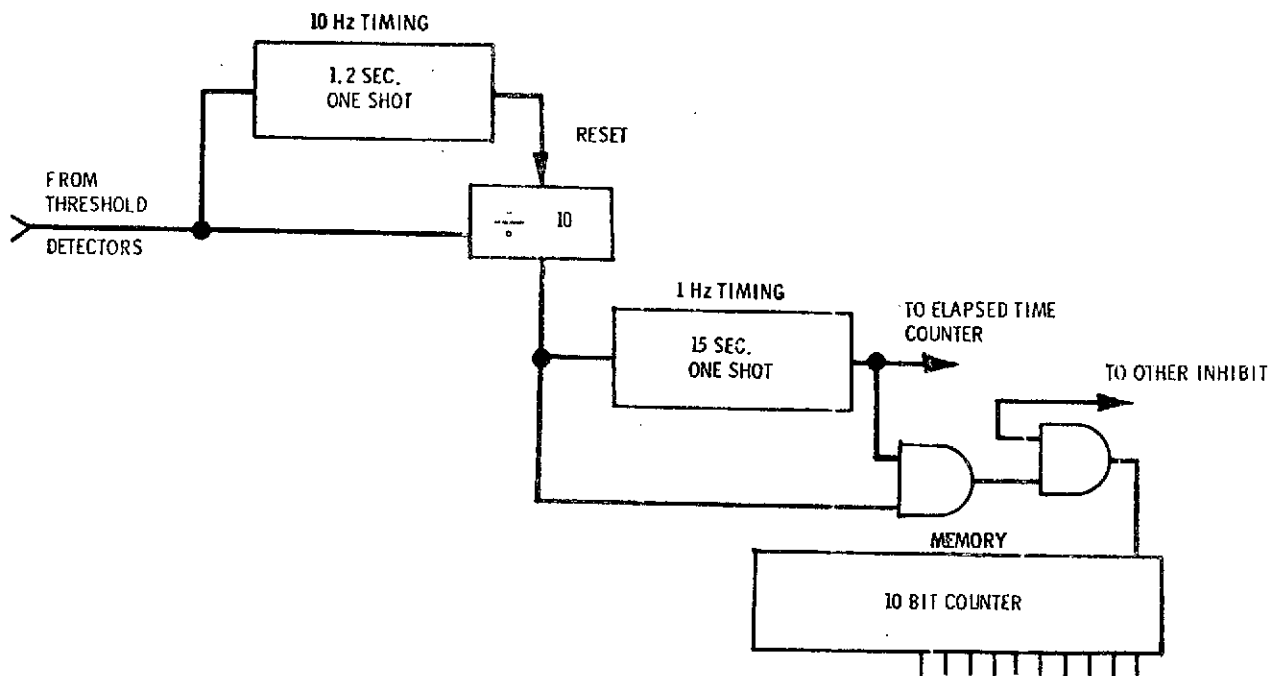 10 Hz TIMING
1.2 SEC.
ONE SHOT
RESET
FROM
THRESHOLD
DETECTORS
÷ 10
1 Hz TIMING
15 SEC.
ONE SHOT
TO ELAPSED TIME
COUNTER
TO OTHER INHIBIT
MEMORY
10 BIT COUNTER